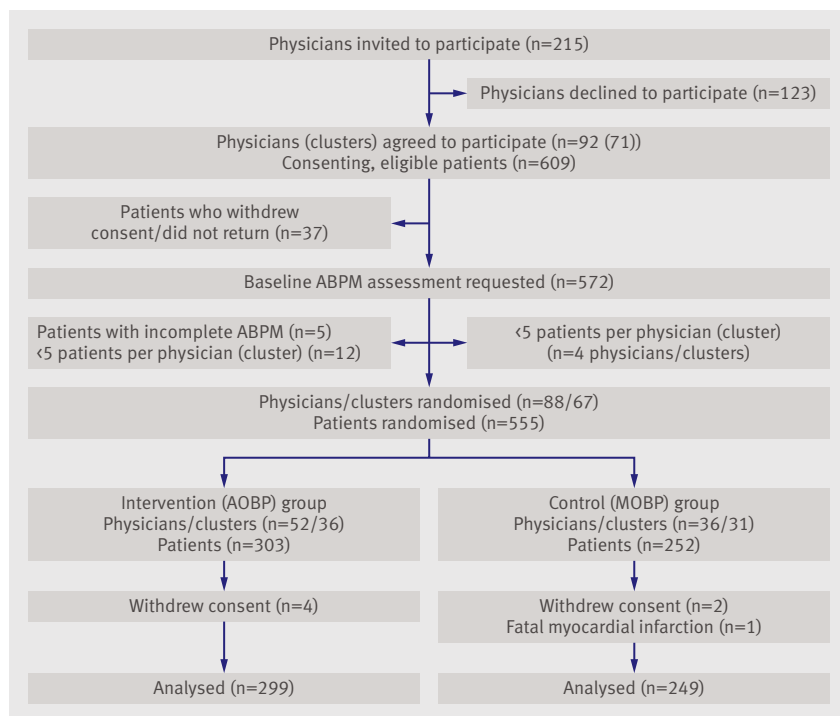 Physicians invited to participate (n=215)
Physicians declined to participate (n=123)
Physicians (clusters) agreed to participate (n=92 (71))
Consenting, eligible patients (n=609)
Patients who withdrew
consent/did not return (n=37)
Baseline ABPM assessment requested (n=572)
Patients with incomplete ABPM (n=5)
<5 patients per physician (cluster) (n=12)
<5 patients per physician (cluster)
(n=4 physicians/clusters)
Physicians/clusters randomised (n=88/67)
Patients randomised (n=555)
Intervention (AOBP) group
Physicians/clusters (n=52/36)
Patients (n=303)
Control (MOBP) group
Physicians/clusters (n=36/31)
Patients (n=252)
Withdrew consent (n=4)
Withdrew consent (n=2)
Fatal myocardial infarction (n=1)
Analysed (n=299)
Analysed (n=249)